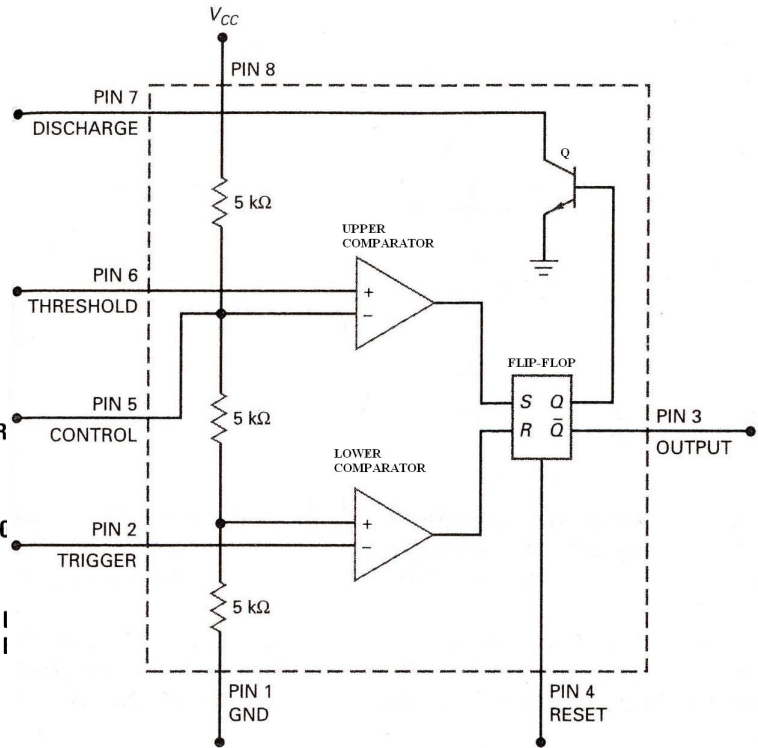 VCC
PIN 8
PIN 7
DISCHARGE
Q
5 kΩ
UPPER
COMPARATOR
PIN 6
THRESHOLD
+
−
FLIP-FLOP
S Q
R Q̅
PIN 3
OUTPUT
PIN 5
CONTROL
5 kΩ
R
LOWER
COMPARATOR
+
−
PIN 2
TRIGGER
5 kΩ
PIN 1
GND
PIN 4
RESET